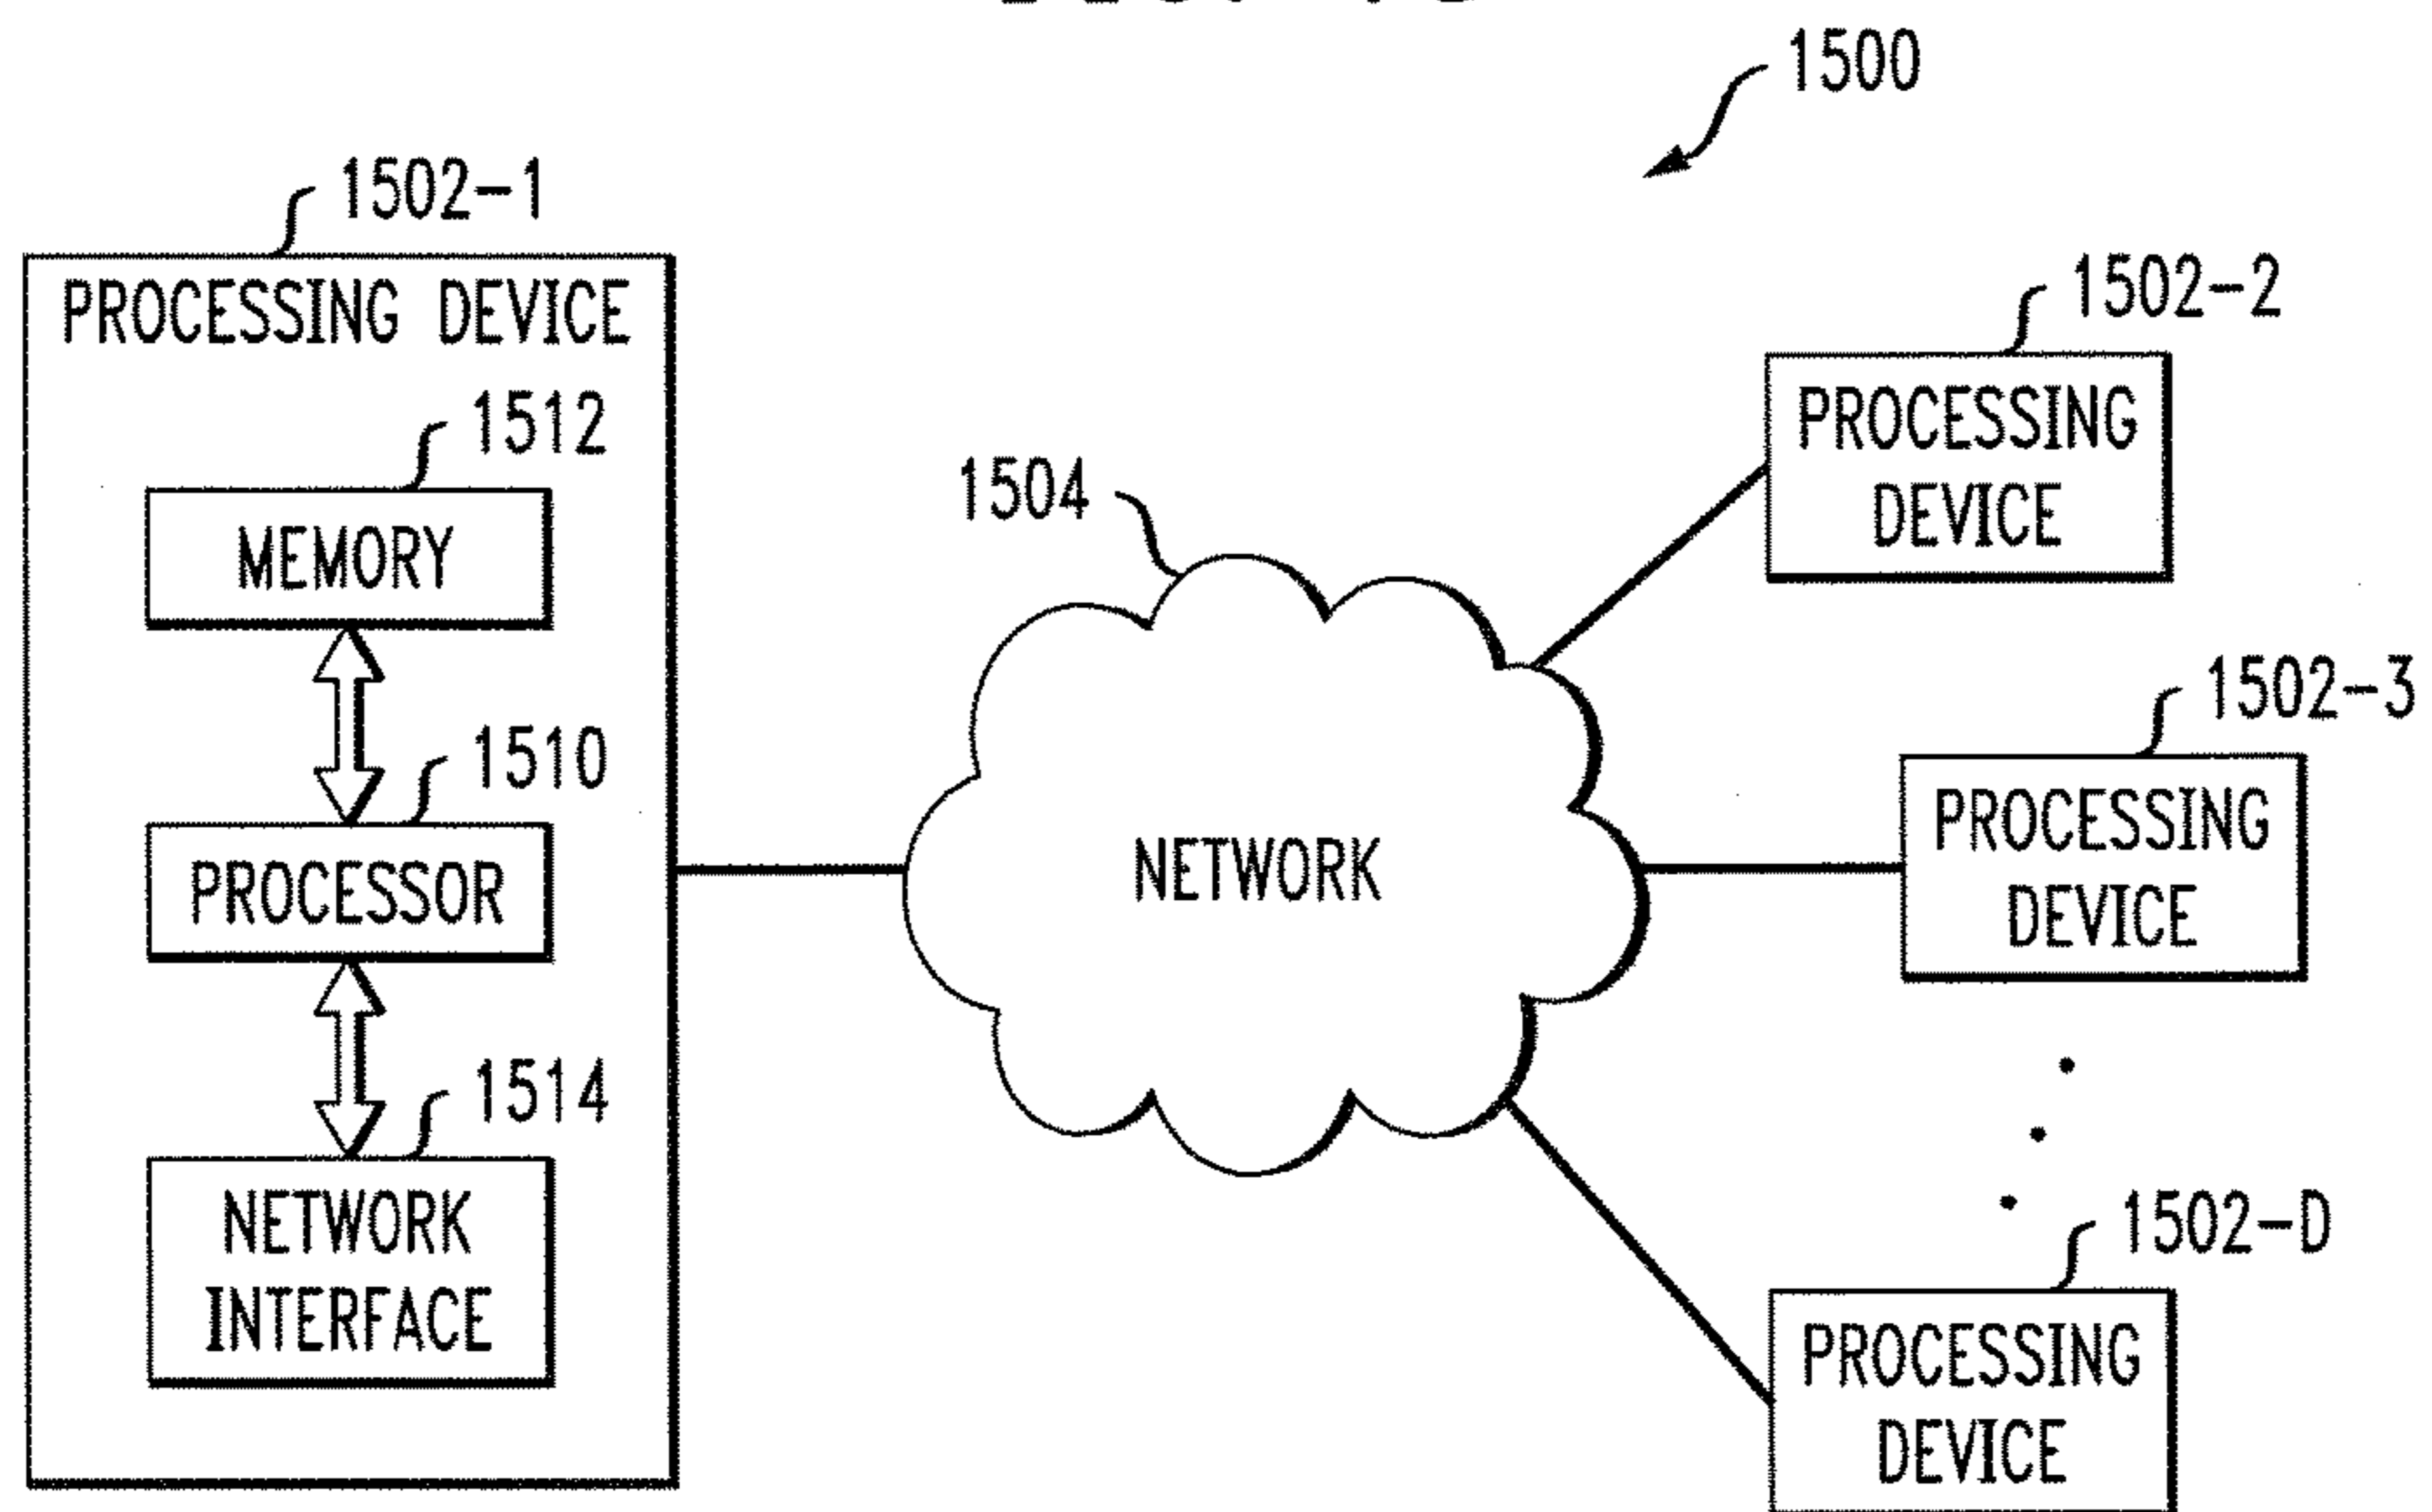 1500
1502-1
PROCESSING DEVICE
1512
MEMORY
1510
PROCESSOR
1514
NETWORK
INTERFACE
1504
NETWORK
1502-2
PROCESSING
DEVICE
1502-3
PROCESSING
DEVICE
1502-D
PROCESSING
DEVICE